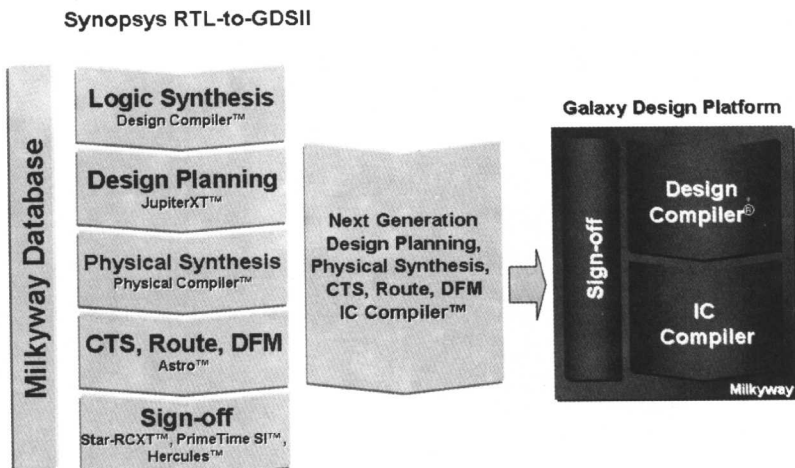 Synopsys RTL-to-GDSII
Milkyway Database
Logic Synthesis
Design Compiler™
Design Planning
JupiterXT™
Physical Synthesis
Physical Compiler™
CTS, Route, DFM
Astro™
Sign-off
Star-RCXT™, PrimeTime SI™,
Hercules™
Next Generation
Design Planning,
Physical Synthesis,
CTS, Route, DFM
IC Compiler™
Galaxy Design Platform
Sign-off
Design
Compiler®
IC
Compiler
Milkyway